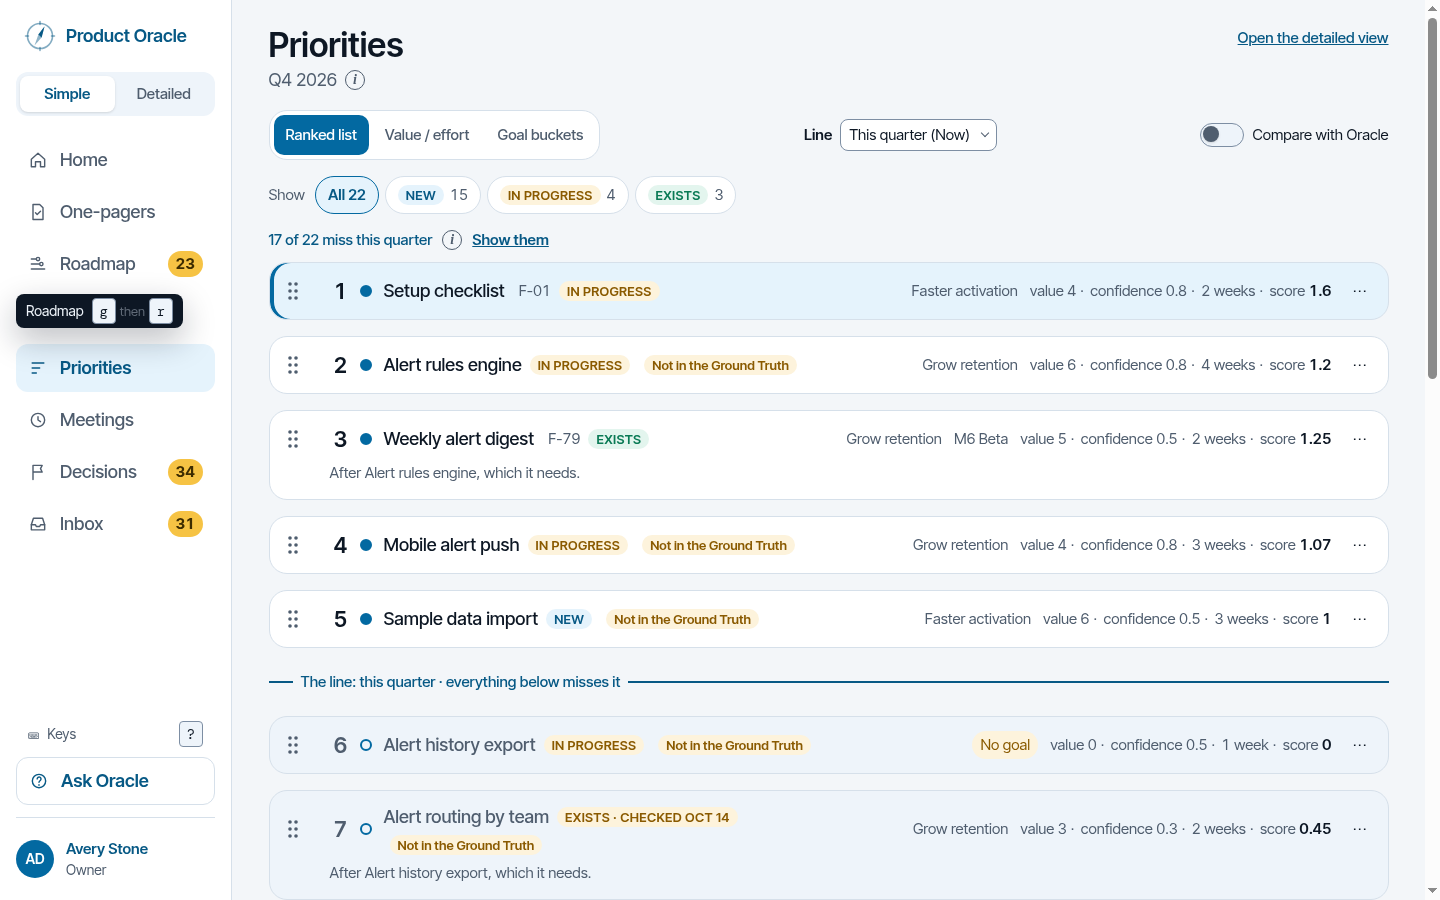 Product Oracle
Simple
Detailed
Home
One-pagers
Roadmap 23
Roadmap g then r
Priorities
Meetings
Decisions 34
Inbox 31
Keys ?
Ask Oracle
AD
Avery Stone
Owner
Priorities
Open the detailed view
Q4 2026 i
Ranked list
Value / effort
Goal buckets
Line This quarter (Now)
Compare with Oracle
Show All 22 NEW 15 IN PROGRESS 4 EXISTS 3
17 of 22 miss this quarter i Show them
1 Setup checklist F-01 IN PROGRESS Faster activation value 4 · confidence 0.8 · 2 weeks · score 1.6 ...
2 Alert rules engine IN PROGRESS Not in the Ground Truth Grow retention value 6 · confidence 0.8 · 4 weeks · score 1.2 ...
3 Weekly alert digest F-79 EXISTS Grow retention M6 Beta value 5 · confidence 0.5 · 2 weeks · score 1.25 ...
After Alert rules engine, which it needs.
4 Mobile alert push IN PROGRESS Not in the Ground Truth Grow retention value 4 · confidence 0.8 · 3 weeks · score 1.07 ...
5 Sample data import NEW Not in the Ground Truth Faster activation value 6 · confidence 0.5 · 3 weeks · score 1 ...
The line: this quarter · everything below misses it
6 Alert history export IN PROGRESS Not in the Ground Truth No goal value 0 · confidence 0.5 · 1 week · score 0 ...
7 Alert routing by team EXISTS · CHECKED OCT 14 Grow retention value 3 · confidence 0.3 · 2 weeks · score 0.45 ...
Not in the Ground Truth
After Alert history export, which it needs.